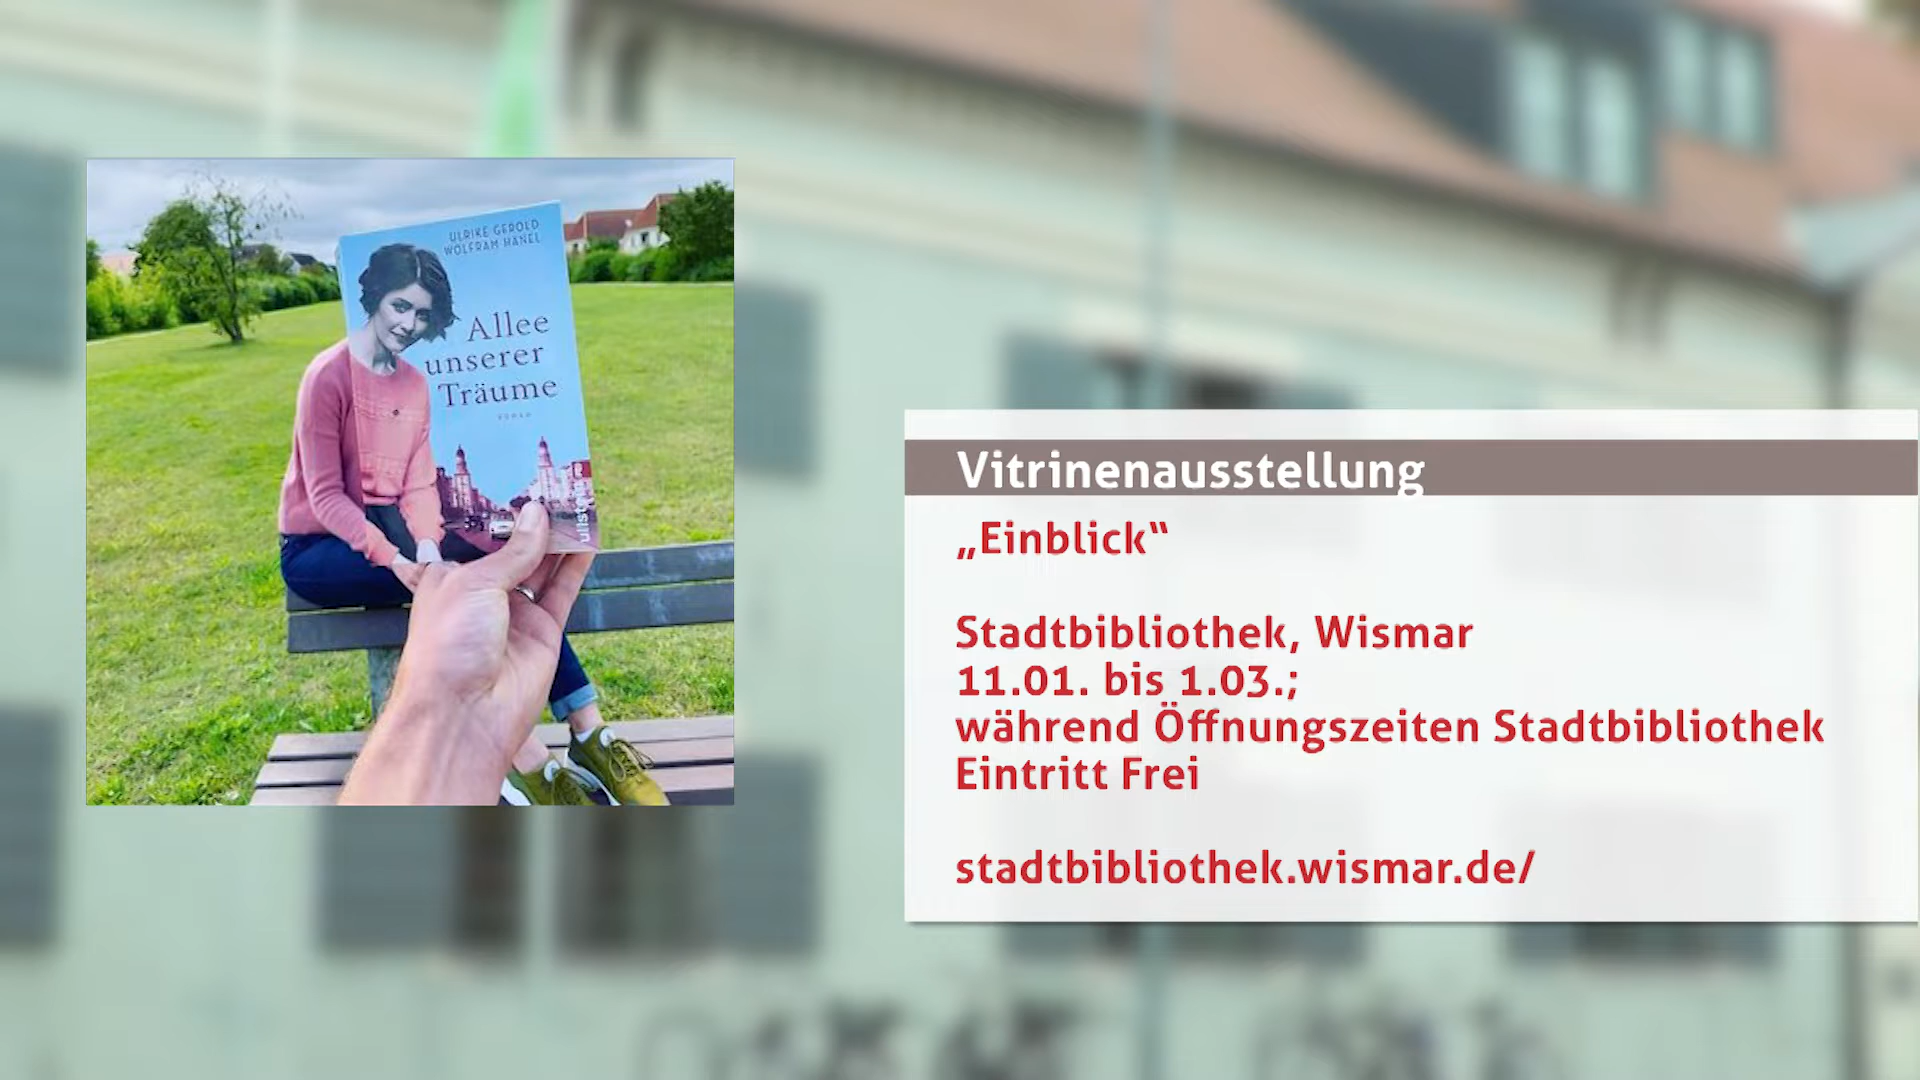 ULRIKE GEROLD
WOLFRAM HÄNEL
Allee
unserer
Träume
ROMAN
ullstein
Vitrinenausstellung
„Einblick“
Stadtbibliothek, Wismar
11.01. bis 1.03.;
während Öffnungszeiten Stadtbibliothek
Eintritt Frei
stadtbibliothek.wismar.de/